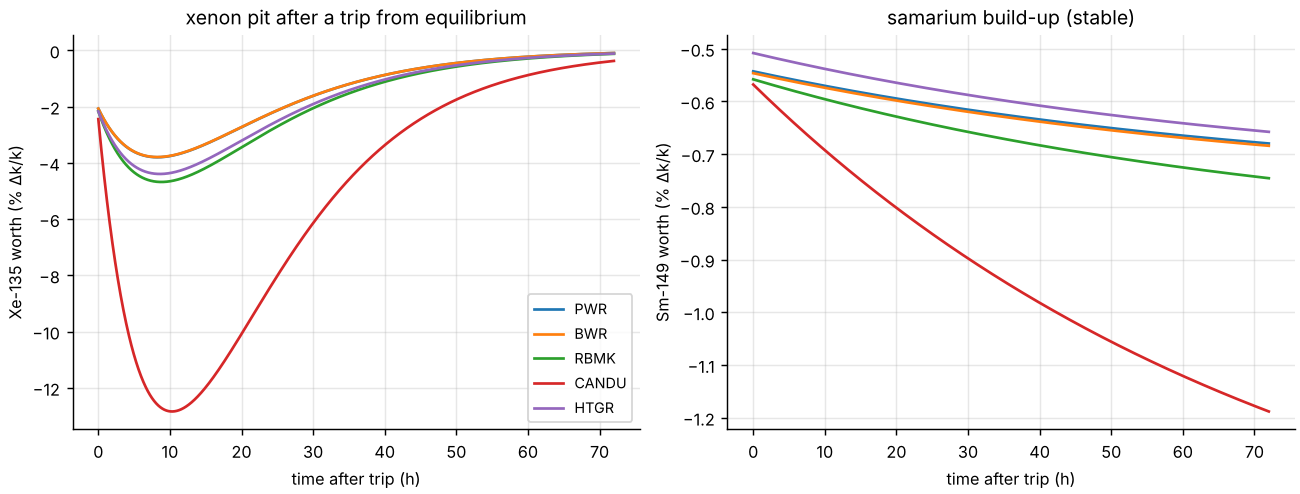 xenon pit after a trip from equilibrium
Xe-135 worth (% Δk/k)
0
−2
−4
−6
−8
−10
−12
0 10 20 30 40 50 60 70
time after trip (h)
PWR
BWR
RBMK
CANDU
HTGR
samarium build-up (stable)
Sm-149 worth (% Δk/k)
−0.5
−0.6
−0.7
−0.8
−0.9
−1.0
−1.1
−1.2
0 10 20 30 40 50 60 70
time after trip (h)